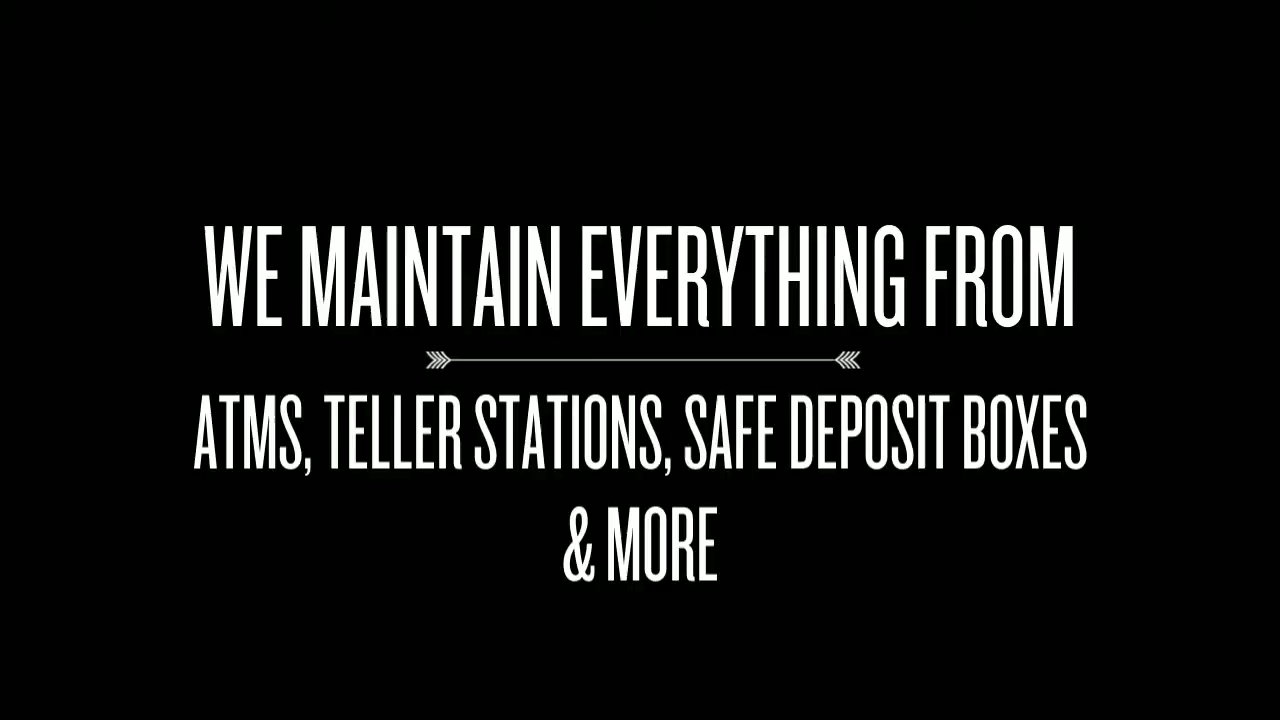 WE MAINTAIN EVERYTHING FROM
ATMS, TELLER STATIONS, SAFE DEPOSIT BOXES
& MORE